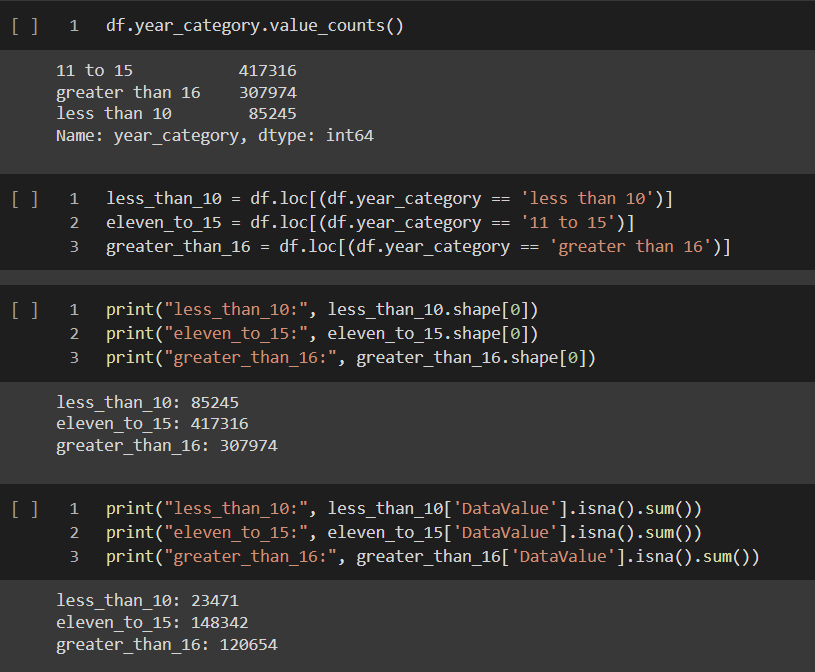 [ ] 1 df.year_category.value_counts()
11 to 15           417316
greater than 16    307974
less than 10        85245
Name: year_category, dtype: int64
[ ] 1 less_than_10 = df.loc[(df.year_category == 'less than 10')]
2 eleven_to_15 = df.loc[(df.year_category == '11 to 15')]
3 greater_than_16 = df.loc[(df.year_category == 'greater than 16')]
[ ] 1 print("less_than_10:", less_than_10.shape[0])
2 print("eleven_to_15:", eleven_to_15.shape[0])
3 print("greater_than_16:", greater_than_16.shape[0])
less_than_10: 85245
eleven_to_15: 417316
greater_than_16: 307974
[ ] 1 print("less_than_10:", less_than_10['DataValue'].isna().sum())
2 print("eleven_to_15:", eleven_to_15['DataValue'].isna().sum())
3 print("greater_than_16:", greater_than_16['DataValue'].isna().sum())
less_than_10: 23471
eleven_to_15: 148342
greater_than_16: 120654